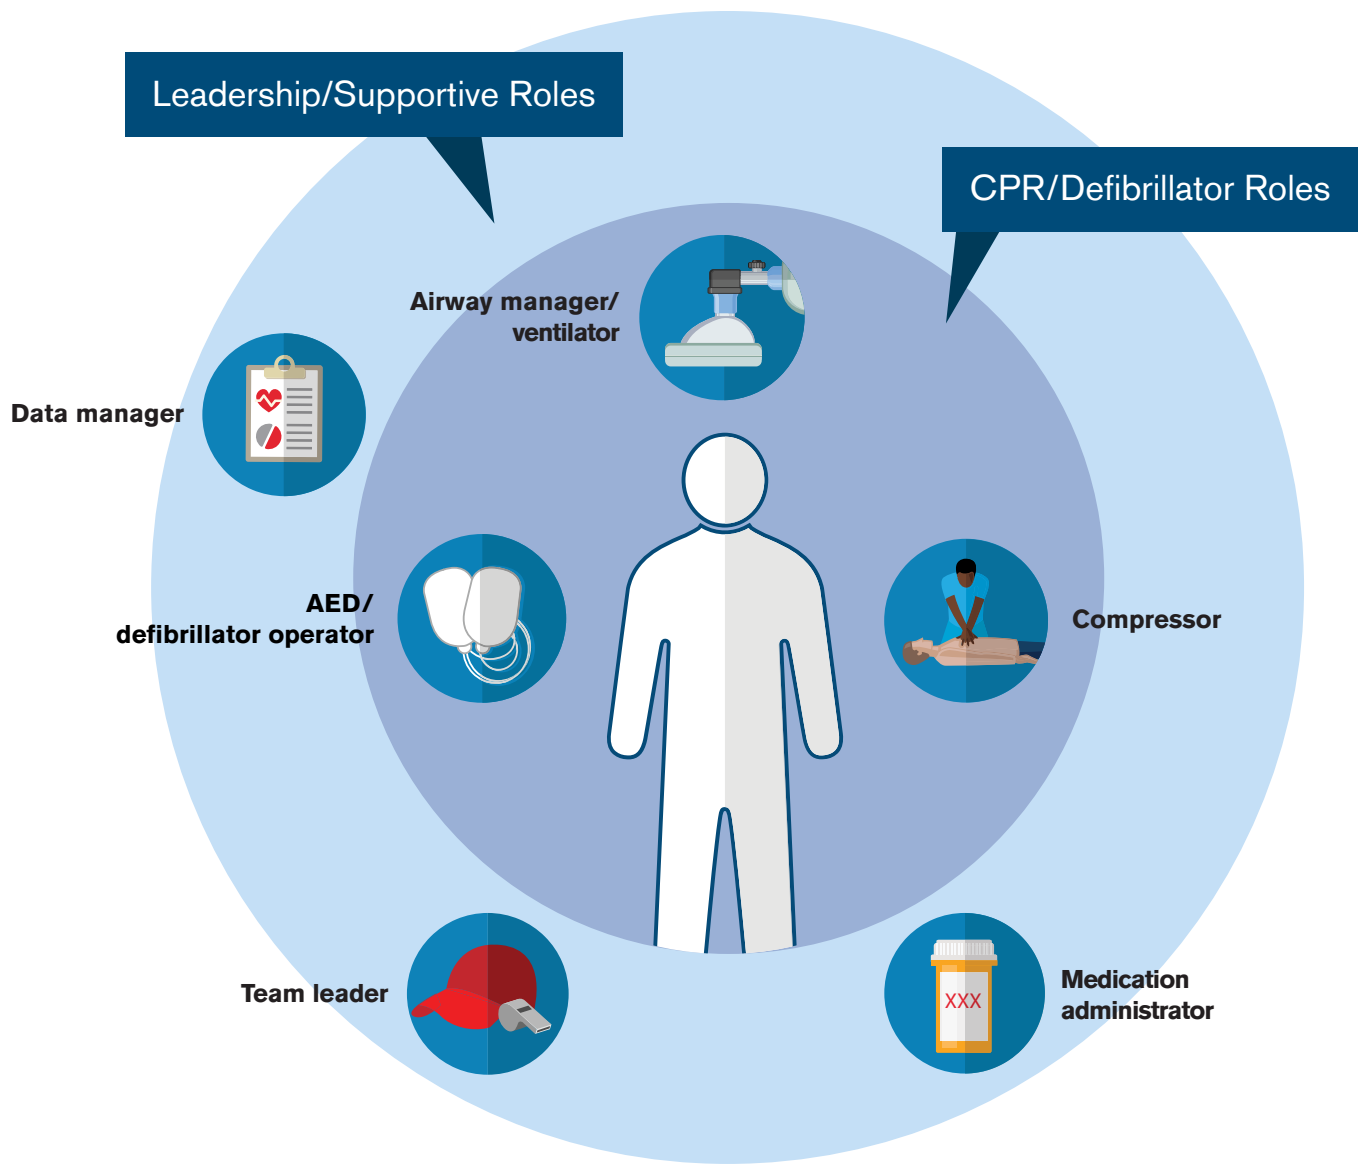 Leadership/Supportive Roles
CPR/Defibrillator Roles
Airway manager/
ventilator
Data manager
AED/
defibrillator operator
Compressor
Team leader
Medication
administrator
XXX